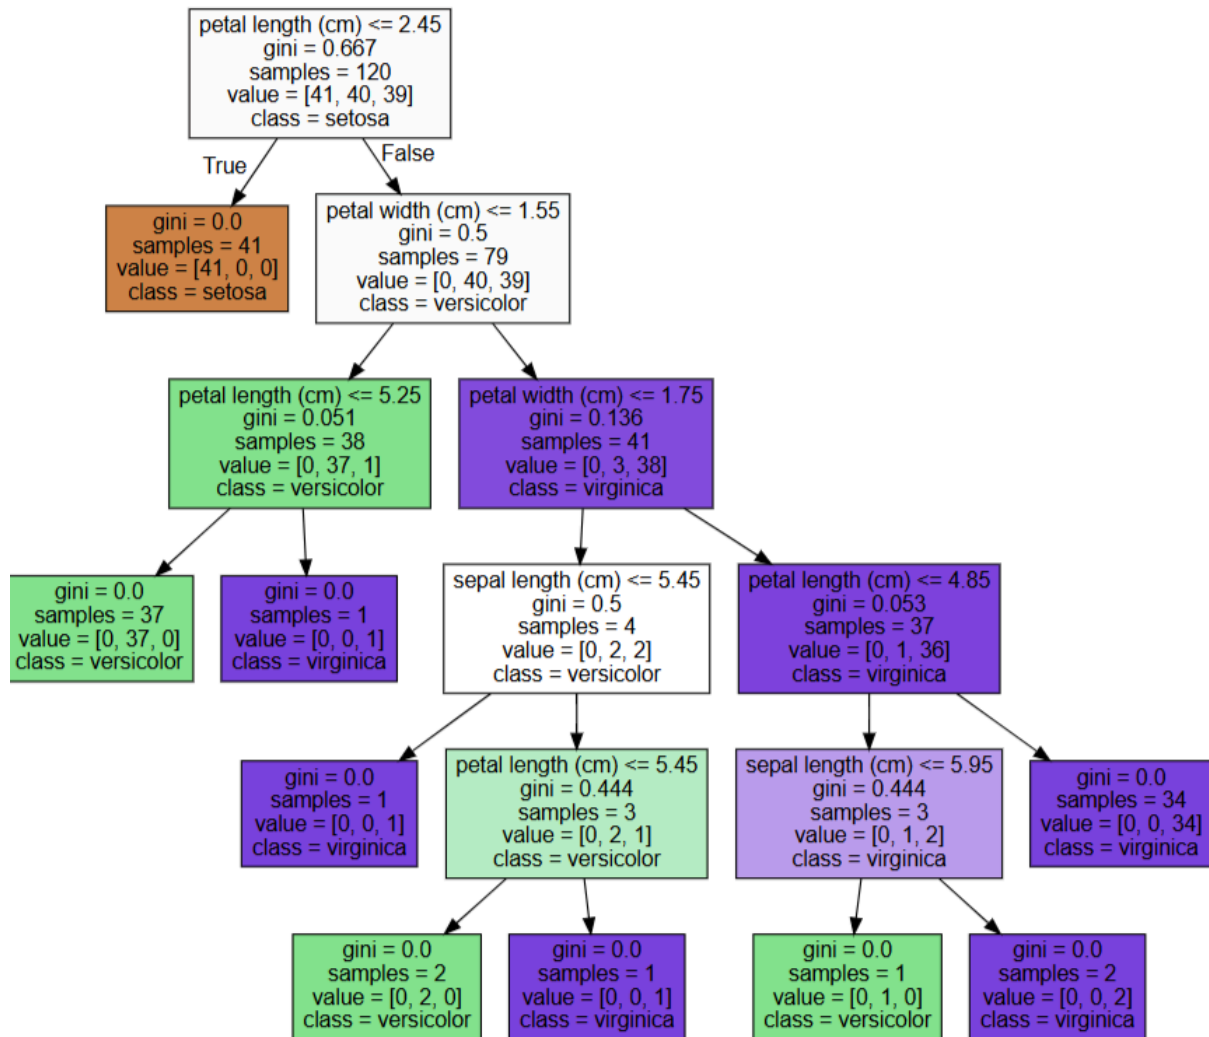 petal length (cm) <= 2.45
gini = 0.667
samples = 120
value = [41, 40, 39]
class = setosa
True
False
gini = 0.0
samples = 41
value = [41, 0, 0]
class = setosa
petal width (cm) <= 1.55
gini = 0.5
samples = 79
value = [0, 40, 39]
class = versicolor
petal length (cm) <= 5.25
gini = 0.051
samples = 38
value = [0, 37, 1]
class = versicolor
petal width (cm) <= 1.75
gini = 0.136
samples = 41
value = [0, 3, 38]
class = virginica
gini = 0.0
samples = 37
value = [0, 37, 0]
class = versicolor
gini = 0.0
samples = 1
value = [0, 0, 1]
class = virginica
sepal length (cm) <= 5.45
gini = 0.5
samples = 4
value = [0, 2, 2]
class = versicolor
petal length (cm) <= 4.85
gini = 0.053
samples = 37
value = [0, 1, 36]
class = virginica
gini = 0.0
samples = 1
value = [0, 0, 1]
class = virginica
petal length (cm) <= 5.45
gini = 0.444
samples = 3
value = [0, 2, 1]
class = versicolor
sepal length (cm) <= 5.95
gini = 0.444
samples = 3
value = [0, 1, 2]
class = virginica
gini = 0.0
samples = 34
value = [0, 0, 34]
class = virginica
gini = 0.0
samples = 2
value = [0, 2, 0]
class = versicolor
gini = 0.0
samples = 1
value = [0, 0, 1]
class = virginica
gini = 0.0
samples = 1
value = [0, 1, 0]
class = versicolor
gini = 0.0
samples = 2
value = [0, 0, 2]
class = virginica